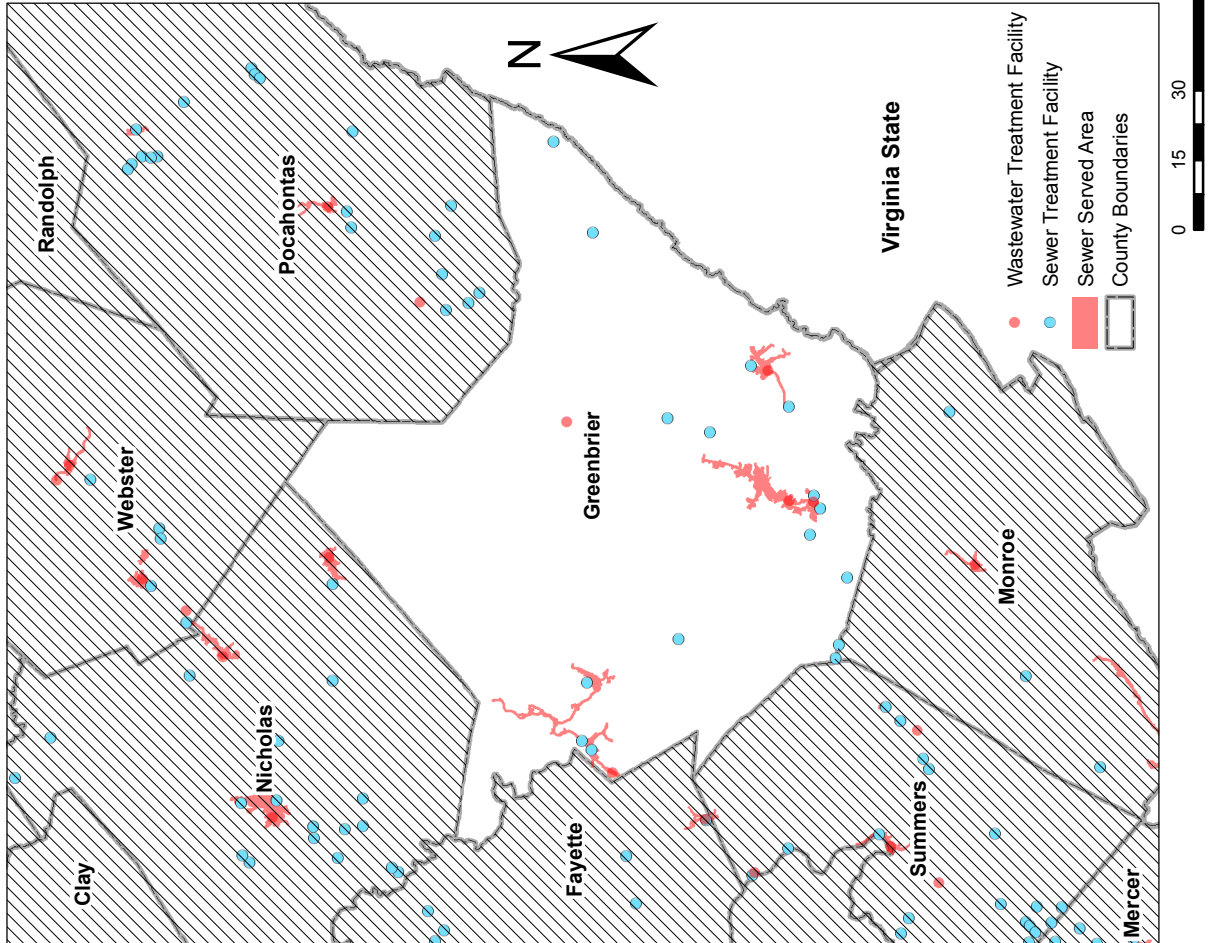 Randolph
Pocahontas
Webster
Clay
Nicholas
Greenbrier
Fayette
Virginia State
Monroe
Summers
Mercer
N
Wastewater Treatment Facility
Sewer Treatment Facility
Sewer Served Area
County Boundaries
0 15 30